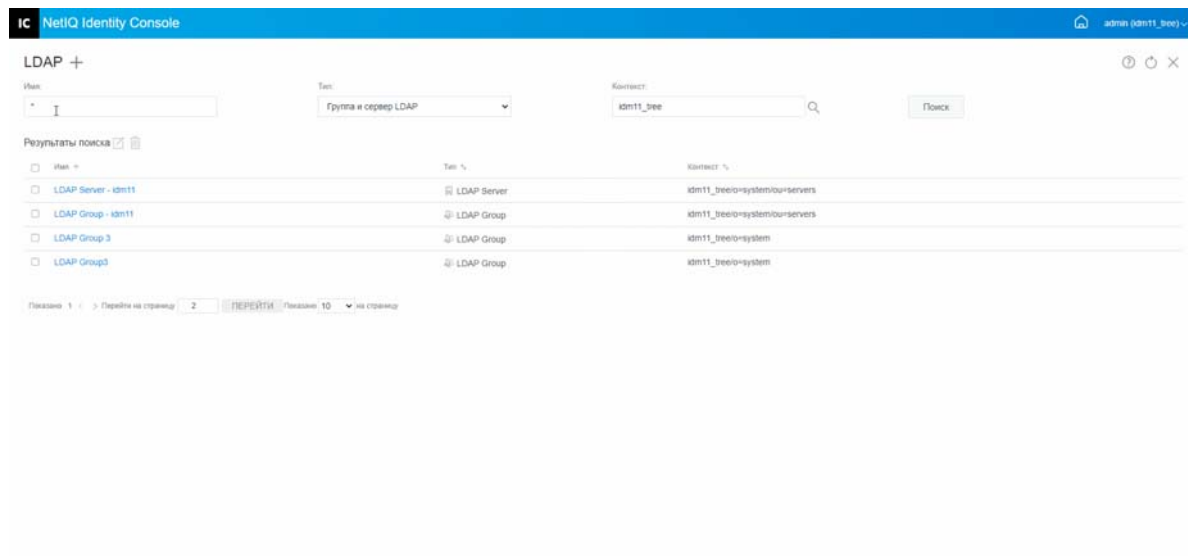 IC NetIQ Identity Console admin (idm11_tree)
LDAP +
Имя: Тип: Контекст:
* Группа и сервер LDAP idm11_tree Поиск
Результаты поиска
Имя Тип Контекст
LDAP Server - idm11 LDAP Server idm11_tree/o=system/ou=servers
LDAP Group - idm11 LDAP Group idm11_tree/o=system/ou=servers
LDAP Group 3 LDAP Group idm11_tree/o=system
LDAP Group3 LDAP Group idm11_tree/o=system
Показано 1 < > Перейти на страницу 2 ПЕРЕЙТИ Показано 10 на страницу